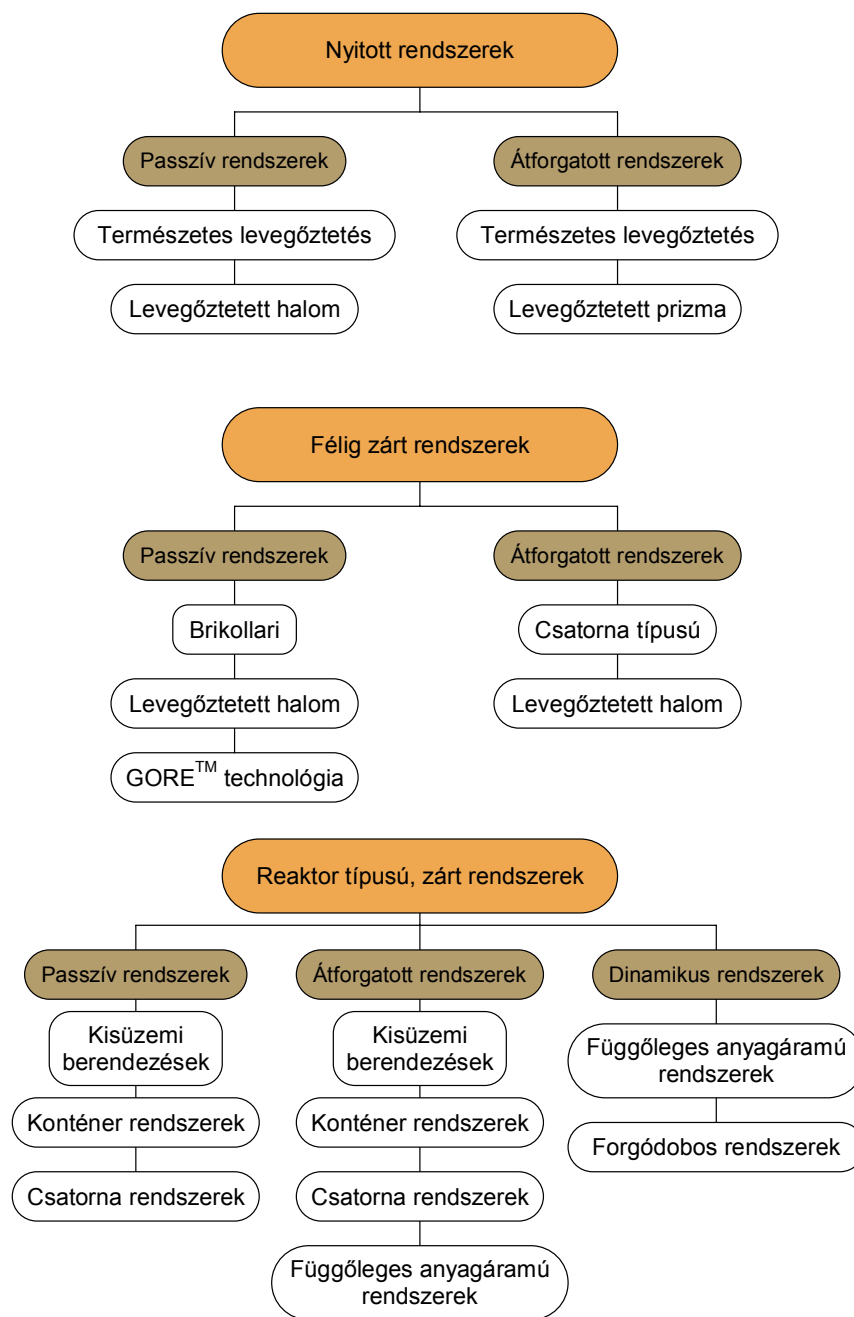 Nyitott rendszerek
Passzív rendszerek
Átforgatott rendszerek
Természetes levegőztetés
Természetes levegőztetés
Levegőztetett halom
Levegőztetett prizma
Félig zárt rendszerek
Passzív rendszerek
Átforgatott rendszerek
Brikollari
Csatorna típusú
Levegőztetett halom
Levegőztetett halom
GORE™ technológia
Reaktor típusú, zárt rendszerek
Passzív rendszerek
Átforgatott rendszerek
Dinamikus rendszerek
Kisüzemi
berendezések
Kisüzemi
berendezések
Függőleges anyagáramú
rendszerek
Konténer rendszerek
Konténer rendszerek
Forgódobos rendszerek
Csatorna rendszerek
Csatorna rendszerek
Függőleges anyagáramú
rendszerek